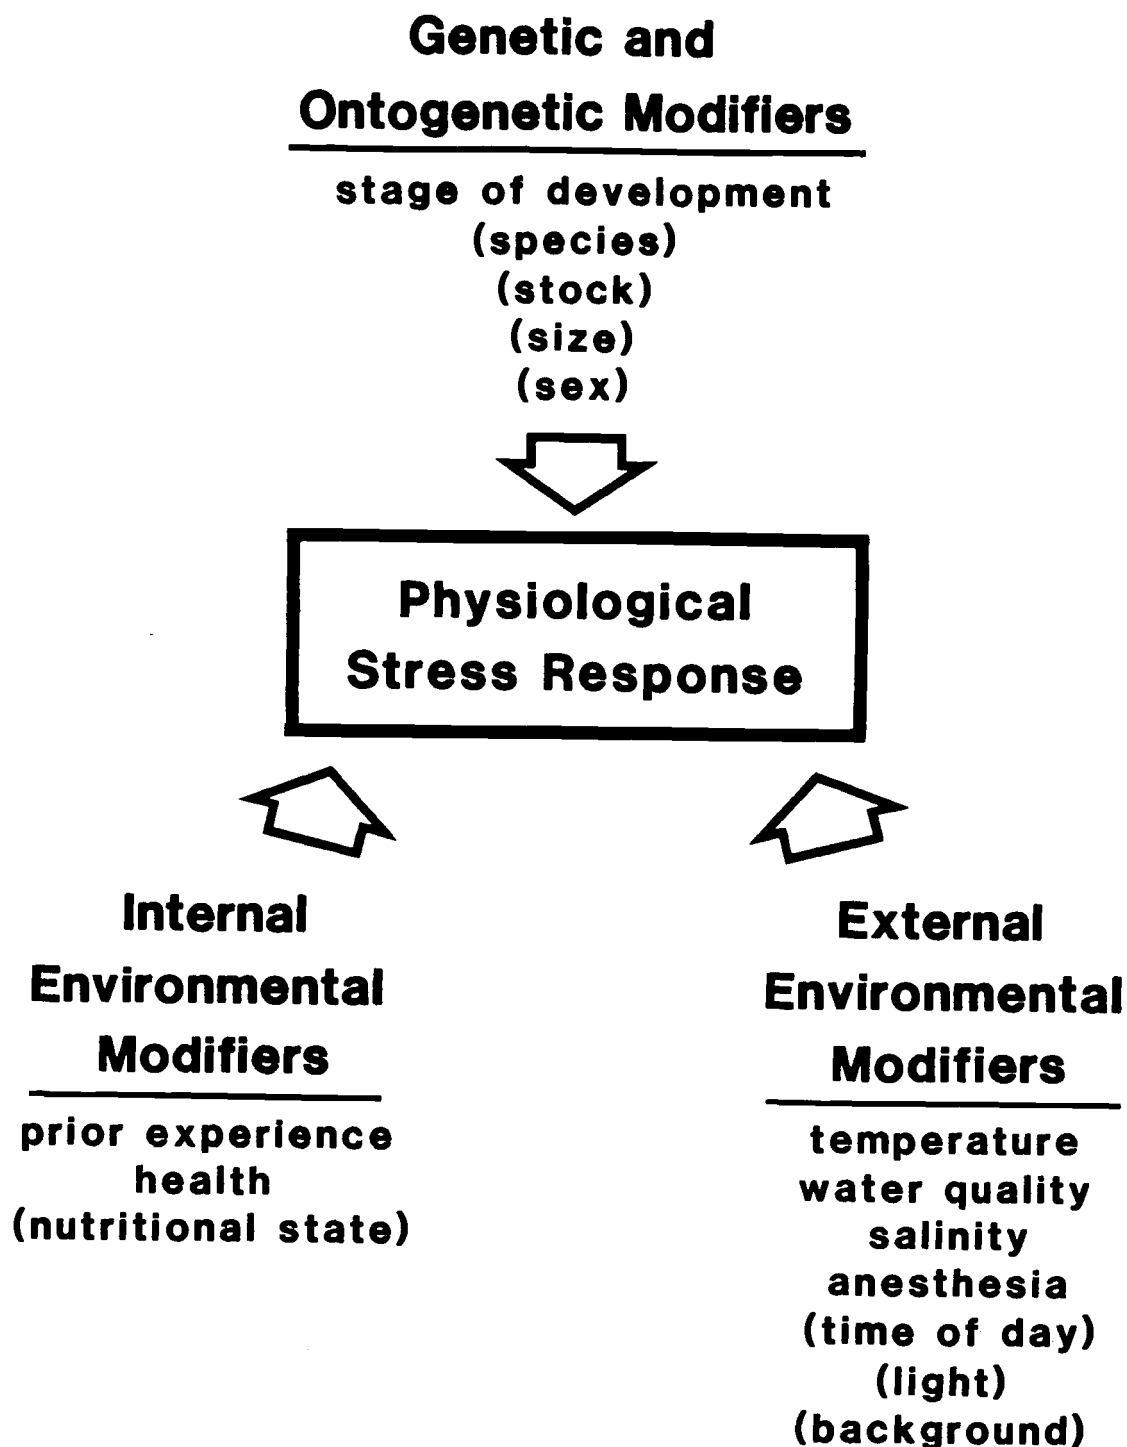 Genetic and
Ontogenetic Modifiers
stage of development
(species)
(stock)
(size)
(sex)
Physiological
Stress Response
Internal
Environmental
Modifiers
prior experience
health
(nutritional state)
External
Environmental
Modifiers
temperature
water quality
salinity
anesthesia
(time of day)
(light)
(background)